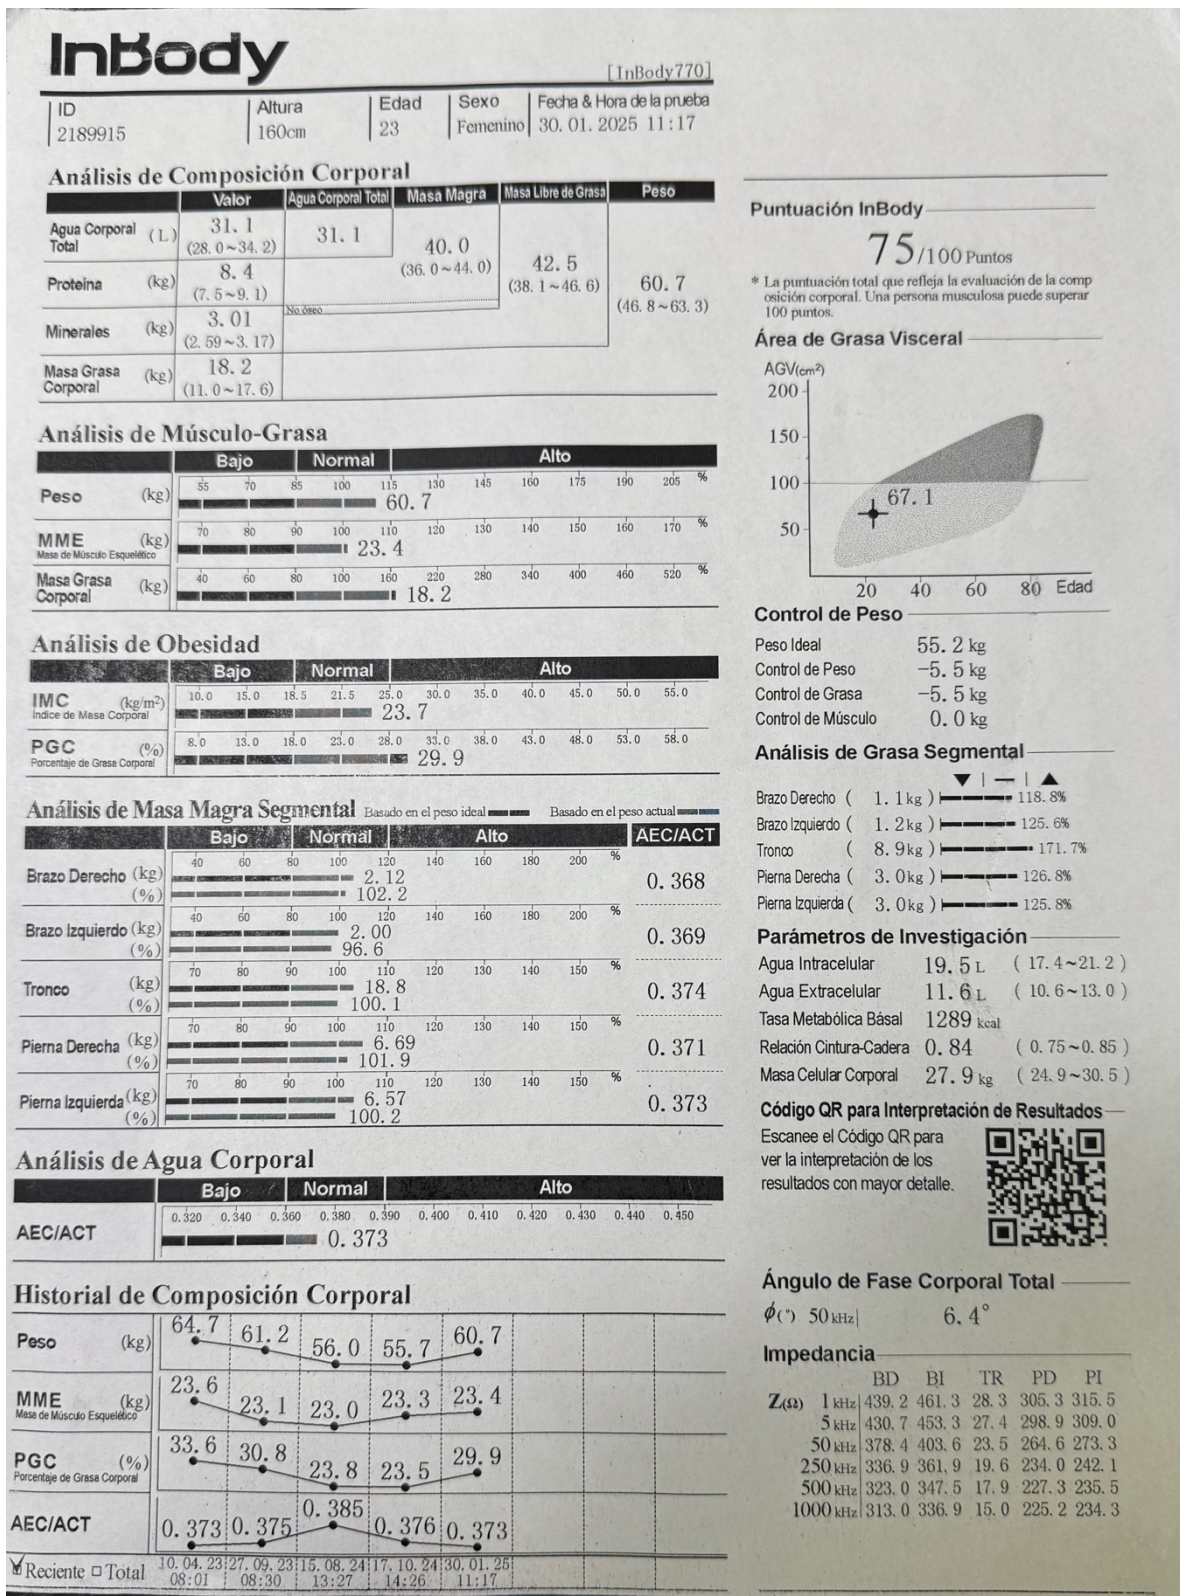 InBody
[InBody770]
ID
2189915
Altura
160cm
Edad
23
Sexo
Femenino
Fecha & Hora de la prueba
30. 01. 2025 11:17
Análisis de Composición Corporal
Valor Agua Corporal Total Masa Magra Masa Libre de Grasa Peso
Agua Corporal Total (L) 31. 1 (28. 0~34. 2) 31. 1 40. 0 (36. 0~44. 0) 42. 5 (38. 1~46. 6) 60. 7 (46. 8~63. 3)
Proteina (kg) 8. 4 (7. 5~9. 1)
Minerales (kg) 3. 01 (2. 59~3. 17) No óseo
Masa Grasa Corporal (kg) 18. 2 (11. 0~17. 6)
Análisis de Músculo-Grasa
Bajo Normal Alto
55 70 85 100 115 130 145 160 175 190 205 %
Peso (kg) 60. 7
70 80 90 100 110 120 130 140 150 160 170 %
MME (kg) 23. 4
Masa de Músculo Esquelético
40 60 80 100 160 220 280 340 400 460 520 %
Masa Grasa Corporal (kg) 18. 2
Análisis de Obesidad
Bajo Normal Alto
10. 0 15. 0 18. 5 21. 5 25. 0 30. 0 35. 0 40. 0 45. 0 50. 0 55. 0
IMC (kg/m²) 23. 7
Índice de Masa Corporal
8. 0 13. 0 18. 0 23. 0 28. 0 33. 0 38. 0 43. 0 48. 0 53. 0 58. 0
PGC (%) 29. 9
Porcentaje de Grasa Corporal
Análisis de Masa Magra Segmental Basado en el peso ideal Basado en el peso actual
Bajo Normal Alto AEC/ACT
40 60 80 100 120 140 160 180 200 %
Brazo Derecho (kg) 2. 12
(%) 102. 2
0. 368
40 60 80 100 120 140 160 180 200 %
Brazo Izquierdo (kg) 2. 00
(%) 96. 6
0. 369
70 80 90 100 110 120 130 140 150 %
Tronco (kg) 18. 8
(%) 100. 1
0. 374
70 80 90 100 110 120 130 140 150 %
Pierna Derecha (kg) 6. 69
(%) 101. 9
0. 371
70 80 90 100 110 120 130 140 150 %
Pierna Izquierda (kg) 6. 57
(%) 100. 2
0. 373
Análisis de Agua Corporal
Bajo Normal Alto
0. 320 0. 340 0. 360 0. 380 0. 390 0. 400 0. 410 0. 420 0. 430 0. 440 0. 450
AEC/ACT 0. 373
Historial de Composición Corporal
Peso (kg) 64. 7 61. 2 56. 0 55. 7 60. 7
MME (kg) 23. 6 23. 1 23. 0 23. 3 23. 4
Masa de Músculo Esquelético
PGC (%) 33. 6 30. 8 23. 8 23. 5 29. 9
Porcentaje de Grasa Corporal
AEC/ACT 0. 373 0. 375 0. 385 0. 376 0. 373
Reciente Total 10. 04. 23 27. 09. 23 15. 08. 24 17. 10. 24 30. 01. 25
08:01 08:30 13:27 14:26 11:17
Puntuación InBody
75/100 Puntos
* La puntuación total que refleja la evaluación de la comp
osición corporal. Una persona musculosa puede superar
100 puntos.
Área de Grasa Visceral
AGV(cm²)
200
150
100
50
67. 1
20 40 60 80 Edad
Control de Peso
Peso Ideal 55. 2 kg
Control de Peso -5. 5 kg
Control de Grasa -5. 5 kg
Control de Músculo 0. 0 kg
Análisis de Grasa Segmental
▼ | — | ▲
Brazo Derecho ( 1. 1kg ) 118. 8%
Brazo Izquierdo ( 1. 2kg ) 125. 6%
Tronco ( 8. 9kg ) 171. 7%
Pierna Derecha ( 3. 0kg ) 126. 8%
Pierna Izquierda ( 3. 0kg ) 125. 8%
Parámetros de Investigación
Agua Intracelular 19. 5 L ( 17. 4~21. 2 )
Agua Extracelular 11. 6 L ( 10. 6~13. 0 )
Tasa Metabólica Básal 1289 kcal
Relación Cintura-Cadera 0. 84 ( 0. 75~0. 85 )
Masa Celular Corporal 27. 9 kg ( 24. 9~30. 5 )
Código QR para Interpretación de Resultados
Escanee el Código QR para
ver la interpretación de los
resultados con mayor detalle.
Ángulo de Fase Corporal Total
ϕ(°) 50 kHz| 6. 4°
Impedancia
BD BI TR PD PI
Z(Ω) 1 kHz 439. 2 461. 3 28. 3 305. 3 315. 5
5 kHz 430. 7 453. 3 27. 4 298. 9 309. 0
50 kHz 378. 4 403. 6 23. 5 264. 6 273. 3
250 kHz 336. 9 361. 9 19. 6 234. 0 242. 1
500 kHz 323. 0 347. 5 17. 9 227. 3 235. 5
1000 kHz 313. 0 336. 9 15. 0 225. 2 234. 3